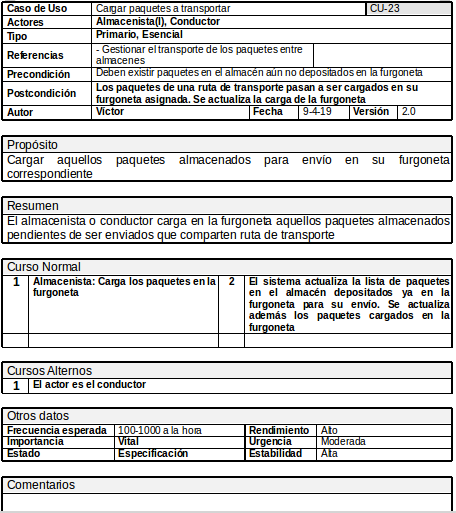 Caso de Uso Cargar paquetes a transportar CU-23
Actores Almacenista(I), Conductor
Tipo Primario, Esencial
Referencias - Gestionar el transporte de los paquetes entre
almacenes
Precondición Deben existir paquetes en el almacén aún no depositados en la furgoneta
Postcondición Los paquetes de una ruta de transporte pasan a ser cargados en su
furgoneta asignada. Se actualiza la carga de la furgoneta
Autor Víctor Fecha 9-4-19 Versión 2.0
Propósito
Cargar aquellos paquetes almacenados para envío en su furgoneta
correspondiente
Resumen
El almacenista o conductor carga en la furgoneta aquellos paquetes almacenados
pendientes de ser enviados que comparten ruta de transporte
Curso Normal
1 Almacenista: Carga los paquetes en la
furgoneta
2 El sistema actualiza la lista de paquetes
en el almacén depositados ya en la
furgoneta para su envío. Se actualiza
además los paquetes cargados en la
furgoneta
Cursos Alternos
1 El actor es el conductor
Otros datos
Frecuencia esperada 100-1000 a la hora Rendimiento Alto
Importancia Vital Urgencia Moderada
Estado Especificación Estabilidad Alta
Comentarios